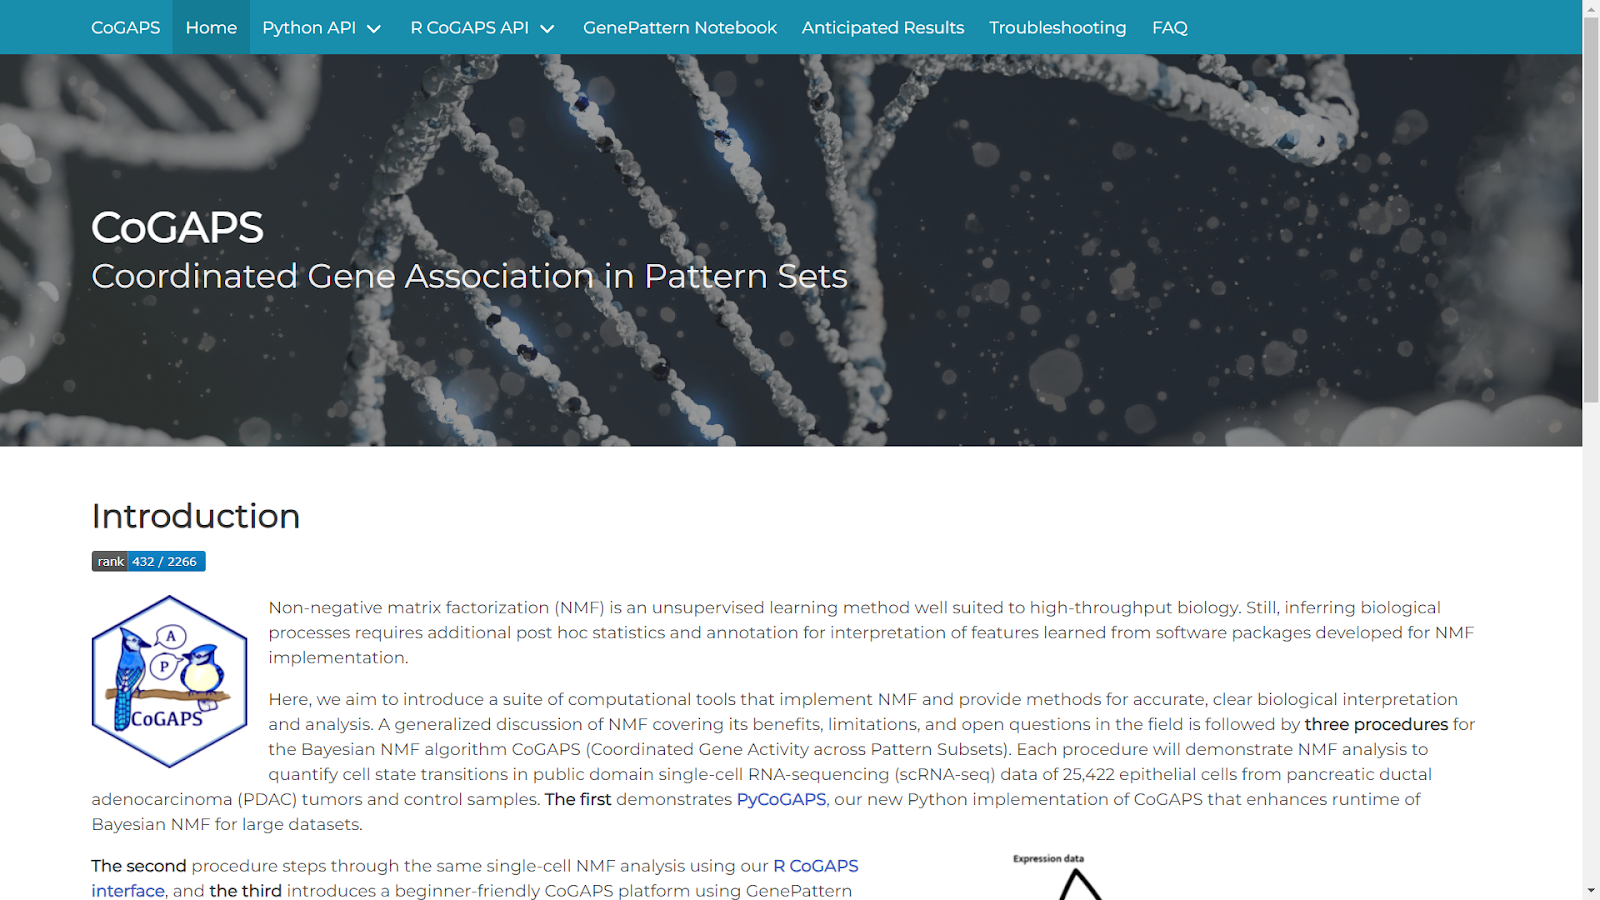 CoGAPS Home Python API R CoGAPS API GenePattern Notebook Anticipated Results Troubleshooting FAQ
CoGAPS
Coordinated Gene Association in Pattern Sets
Introduction
rank 432 / 2266
A
P
CoGAPS
Non-negative matrix factorization (NMF) is an unsupervised learning method well suited to high-throughput biology. Still, inferring biological
processes requires additional post hoc statistics and annotation for interpretation of features learned from software packages developed for NMF
implementation.
Here, we aim to introduce a suite of computational tools that implement NMF and provide methods for accurate, clear biological interpretation
and analysis. A generalized discussion of NMF covering its benefits, limitations, and open questions in the field is followed by three procedures for
the Bayesian NMF algorithm CoGAPS (Coordinated Gene Activity across Pattern Subsets). Each procedure will demonstrate NMF analysis to
quantify cell state transitions in public domain single-cell RNA-sequencing (scRNA-seq) data of 25,422 epithelial cells from pancreatic ductal
adenocarcinoma (PDAC) tumors and control samples. The first demonstrates PyCoGAPS, our new Python implementation of CoGAPS that enhances runtime of
Bayesian NMF for large datasets.
The second procedure steps through the same single-cell NMF analysis using our R CoGAPS
interface, and the third introduces a beginner-friendly CoGAPS platform using GenePattern
Expression data